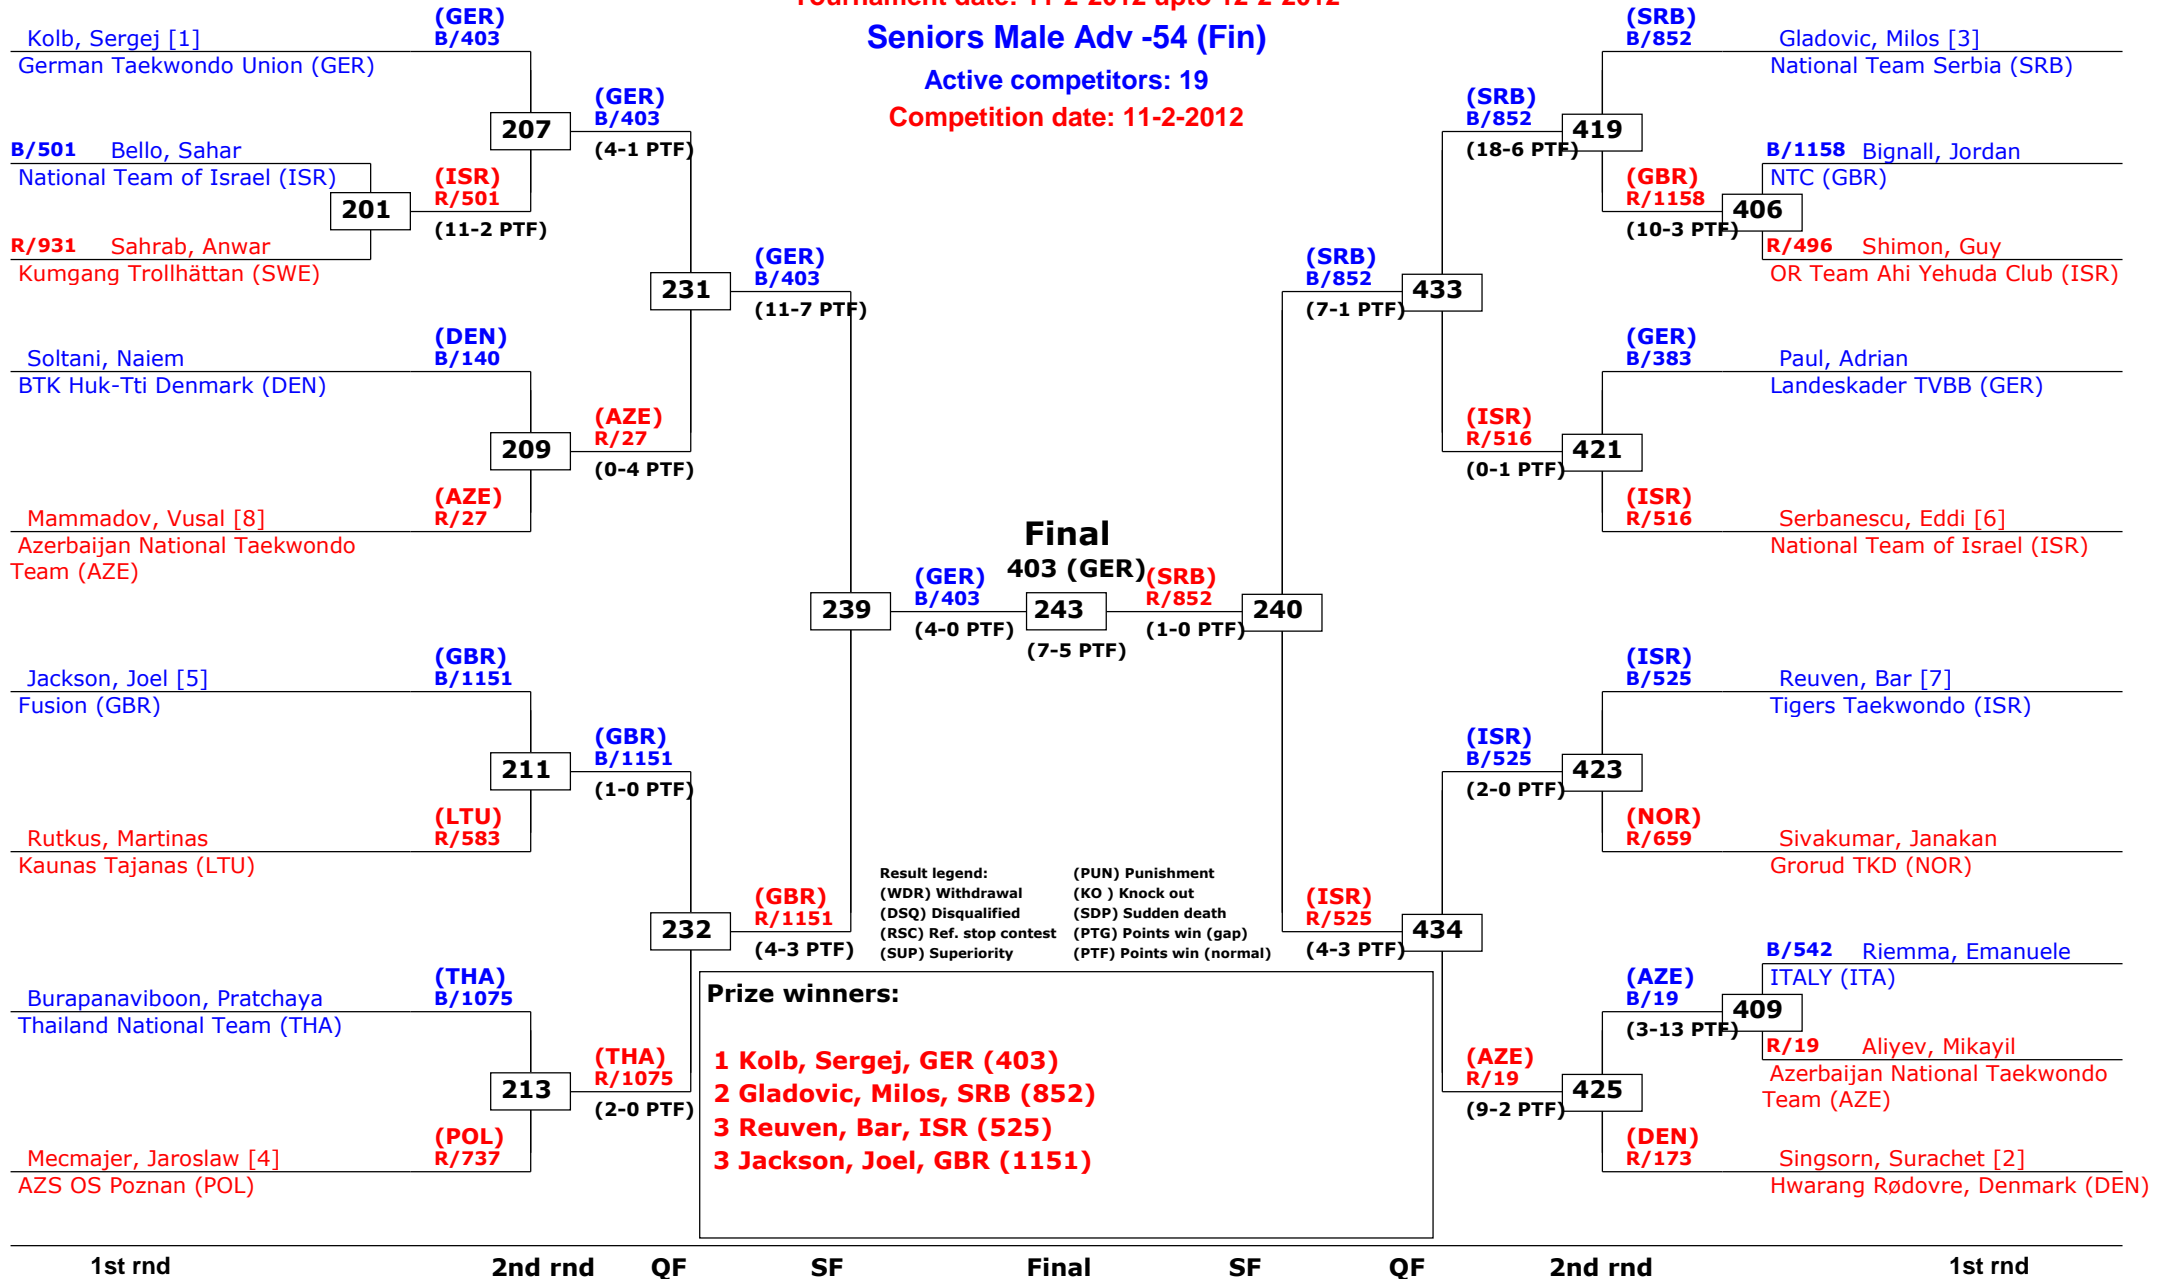 Tournament date: 11-2-2012 upto 12-2-2012
Seniors Male Adv -54 (Fin)
Active competitors: 19
Competition date: 11-2-2012
(GER)
Kolb, Sergej [1] B/403
German Taekwondo Union (GER)
207
(GER)
B/403
(4-1 PTF)
B/501 Bello, Sahar
National Team of Israel (ISR)
201
(ISR)
R/501
(11-2 PTF)
R/931 Sahrab, Anwar
Kumgang Trollhättan (SWE)
231
(GER)
B/403
(11-7 PTF)
(DEN)
Soltani, Naiem B/140
BTK Huk-Tti Denmark (DEN)
209
(AZE)
R/27
(0-4 PTF)
(AZE)
Mammadov, Vusal [8] R/27
Azerbaijan National Taekwondo
Team (AZE)
239
(GER)
B/403
(4-0 PTF)
Final
403 (GER)
243
(7-5 PTF)
(SRB)
R/852
(1-0 PTF)
240
(GBR)
Jackson, Joel [5] B/1151
Fusion (GBR)
211
(GBR)
B/1151
(1-0 PTF)
(LTU)
Rutkus, Martinas R/583
Kaunas Tajanas (LTU)
232
(GBR)
R/1151
(4-3 PTF)
(THA)
Burapanaviboon, Pratchaya B/1075
Thailand National Team (THA)
213
(THA)
R/1075
(2-0 PTF)
(POL)
Mecmajer, Jaroslaw [4] R/737
AZS OS Poznan (POL)
(SRB)
B/852 Gladovic, Milos [3]
National Team Serbia (SRB)
(SRB)
B/852
419
(18-6 PTF)
B/1158 Bignall, Jordan
NTC (GBR)
(GBR)
R/1158
406
(10-3 PTF)
R/496 Shimon, Guy
OR Team Ahi Yehuda Club (ISR)
(SRB)
B/852
433
(7-1 PTF)
(GER)
B/383 Paul, Adrian
Landeskader TVBB (GER)
(ISR)
R/516
421
(0-1 PTF)
(ISR)
R/516 Serbanescu, Eddi [6]
National Team of Israel (ISR)
(ISR)
B/525 Reuven, Bar [7]
Tigers Taekwondo (ISR)
(ISR)
B/525
423
(2-0 PTF)
(NOR)
R/659 Sivakumar, Janakan
Grorud TKD (NOR)
(ISR)
R/525
434
(4-3 PTF)
B/542 Riemma, Emanuele
ITALY (ITA)
(AZE)
B/19
409
(3-13 PTF)
R/19 Aliyev, Mikayil
Azerbaijan National Taekwondo
Team (AZE)
(AZE)
R/19
425
(9-2 PTF)
(DEN)
R/173 Singsorn, Surachet [2]
Hwarang Rødovre, Denmark (DEN)
Result legend: (PUN) Punishment
(WDR) Withdrawal (KO ) Knock out
(DSQ) Disqualified (SDP) Sudden death
(RSC) Ref. stop contest (PTG) Points win (gap)
(SUP) Superiority (PTF) Points win (normal)
Prize winners:
1 Kolb, Sergej, GER (403)
2 Gladovic, Milos, SRB (852)
3 Reuven, Bar, ISR (525)
3 Jackson, Joel, GBR (1151)
1st rnd 2nd rnd QF SF Final SF QF 2nd rnd 1st rnd